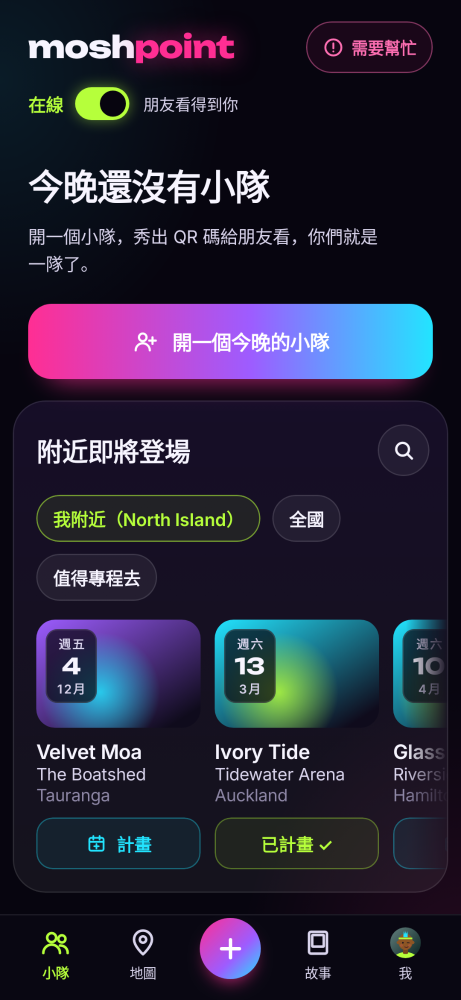 moshpoint
需要幫忙
在線
朋友看得到你
今晚還沒有小隊
開一個小隊，秀出 QR 碼給朋友看，你們就是
一隊了。
開一個今晚的小隊
附近即將登場
我附近（North Island）
全國
值得專程去
週五
4
12月
週六
13
3月
週六
10
4月
Velvet Moa
The Boatshed
Tauranga
Ivory Tide
Tidewater Arena
Auckland
Glass
Riversi
Hamilt
計畫
已計畫
小隊
地圖
故事
我